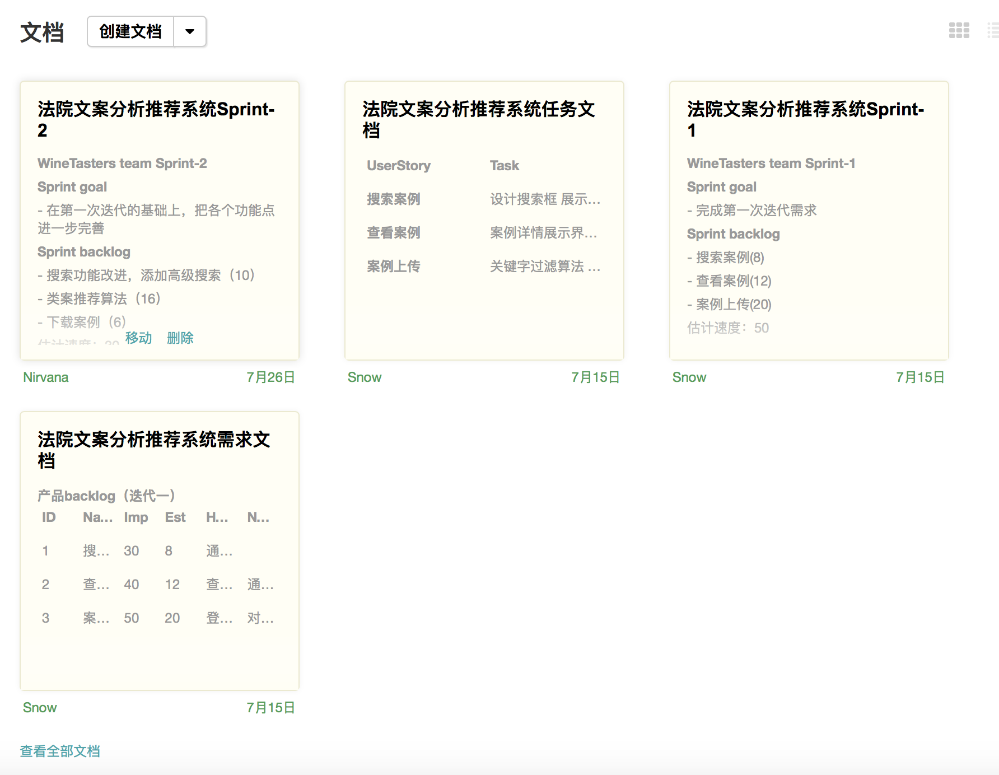 文档
创建文档
法院文案分析推荐系统Sprint-
2
WineTasters team Sprint-2
Sprint goal
- 在第一次迭代的基础上，把各个功能点
进一步完善
Sprint backlog
- 搜索功能改进，添加高级搜索（10）
- 类案推荐算法（16）
- 下载案例（6）
移动 删除
Nirvana 7月26日
法院文案分析推荐系统任务文
档
UserStory Task
搜索案例 设计搜索框 展示...
查看案例 案例详情展示界...
案例上传 关键字过滤算法 ...
Snow 7月15日
法院文案分析推荐系统Sprint-
1
WineTasters team Sprint-1
Sprint goal
- 完成第一次迭代需求
Sprint backlog
- 搜索案例(8)
- 查看案例(12)
- 案例上传(20)
估计速度：50
Snow 7月15日
法院文案分析推荐系统需求文
档
产品backlog（迭代一）
ID Na... Imp Est H... N...
1 搜... 30 8 通...
2 查... 40 12 查... 通...
3 案... 50 20 登... 对...
Snow 7月15日
查看全部文档